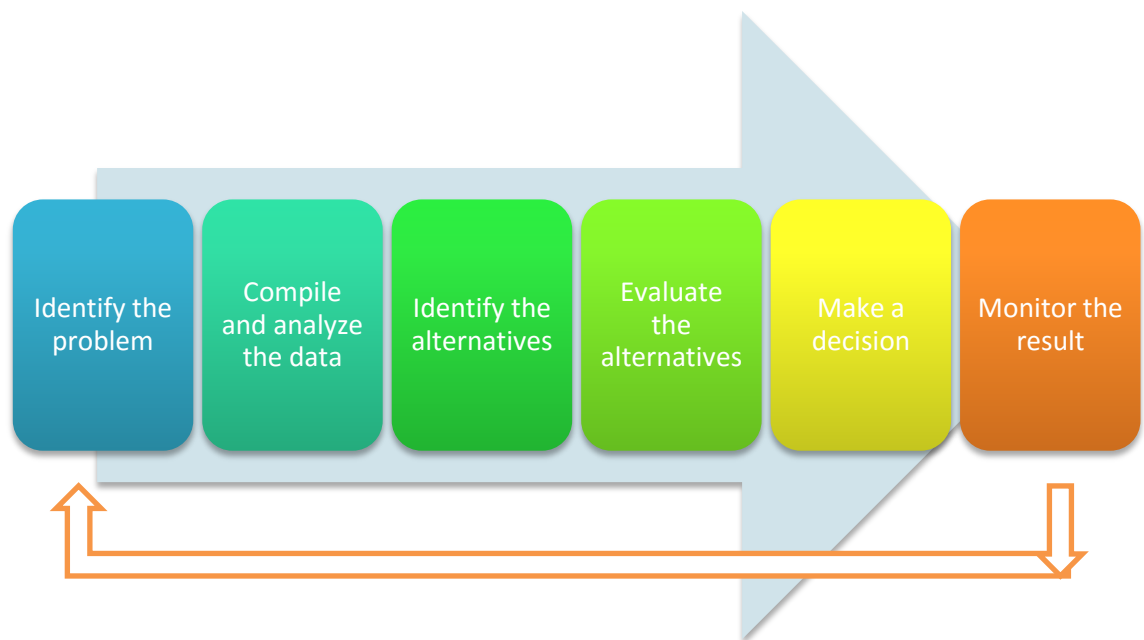 Identify the
problem
Compile
and analyze
the data
Identify the
alternatives
Evaluate
the
alternatives
Make a
decision
Monitor the
result